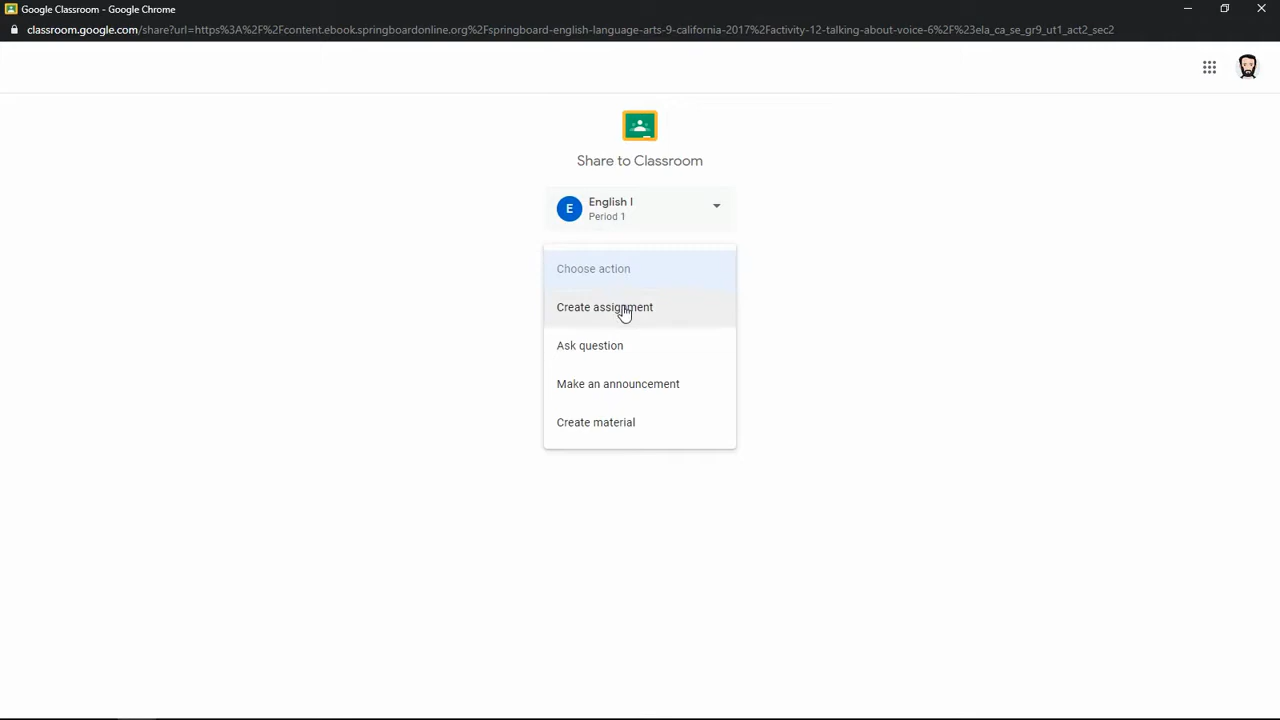 Google Classroom - Google Chrome
classroom.google.com/share?url=https%3A%2F%2Fcontent.ebook.springboardonline.org%2Fspringboard-english-language-arts-9-california-2017%2Factivity-12-talking-about-voice-6%2F%23ela_ca_se_gr9_ut1_act2_sec2
Share to Classroom
E
English I
Period 1
Choose action
Create assignment
Ask question
Make an announcement
Create material